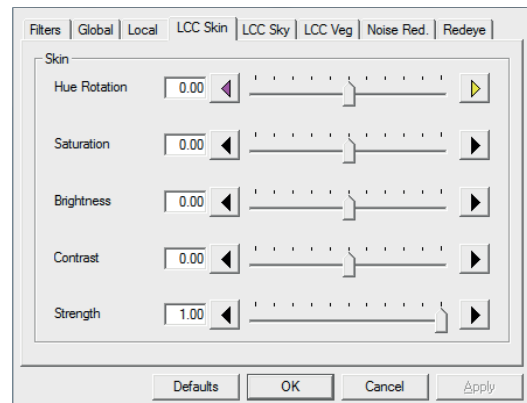 Filters Global Local LCC Skin LCC Sky LCC Veg Noise Red. Redeye
Skin
Hue Rotation 0.00
Saturation 0.00
Brightness 0.00
Contrast 0.00
Strength 1.00
Defaults OK Cancel Apply